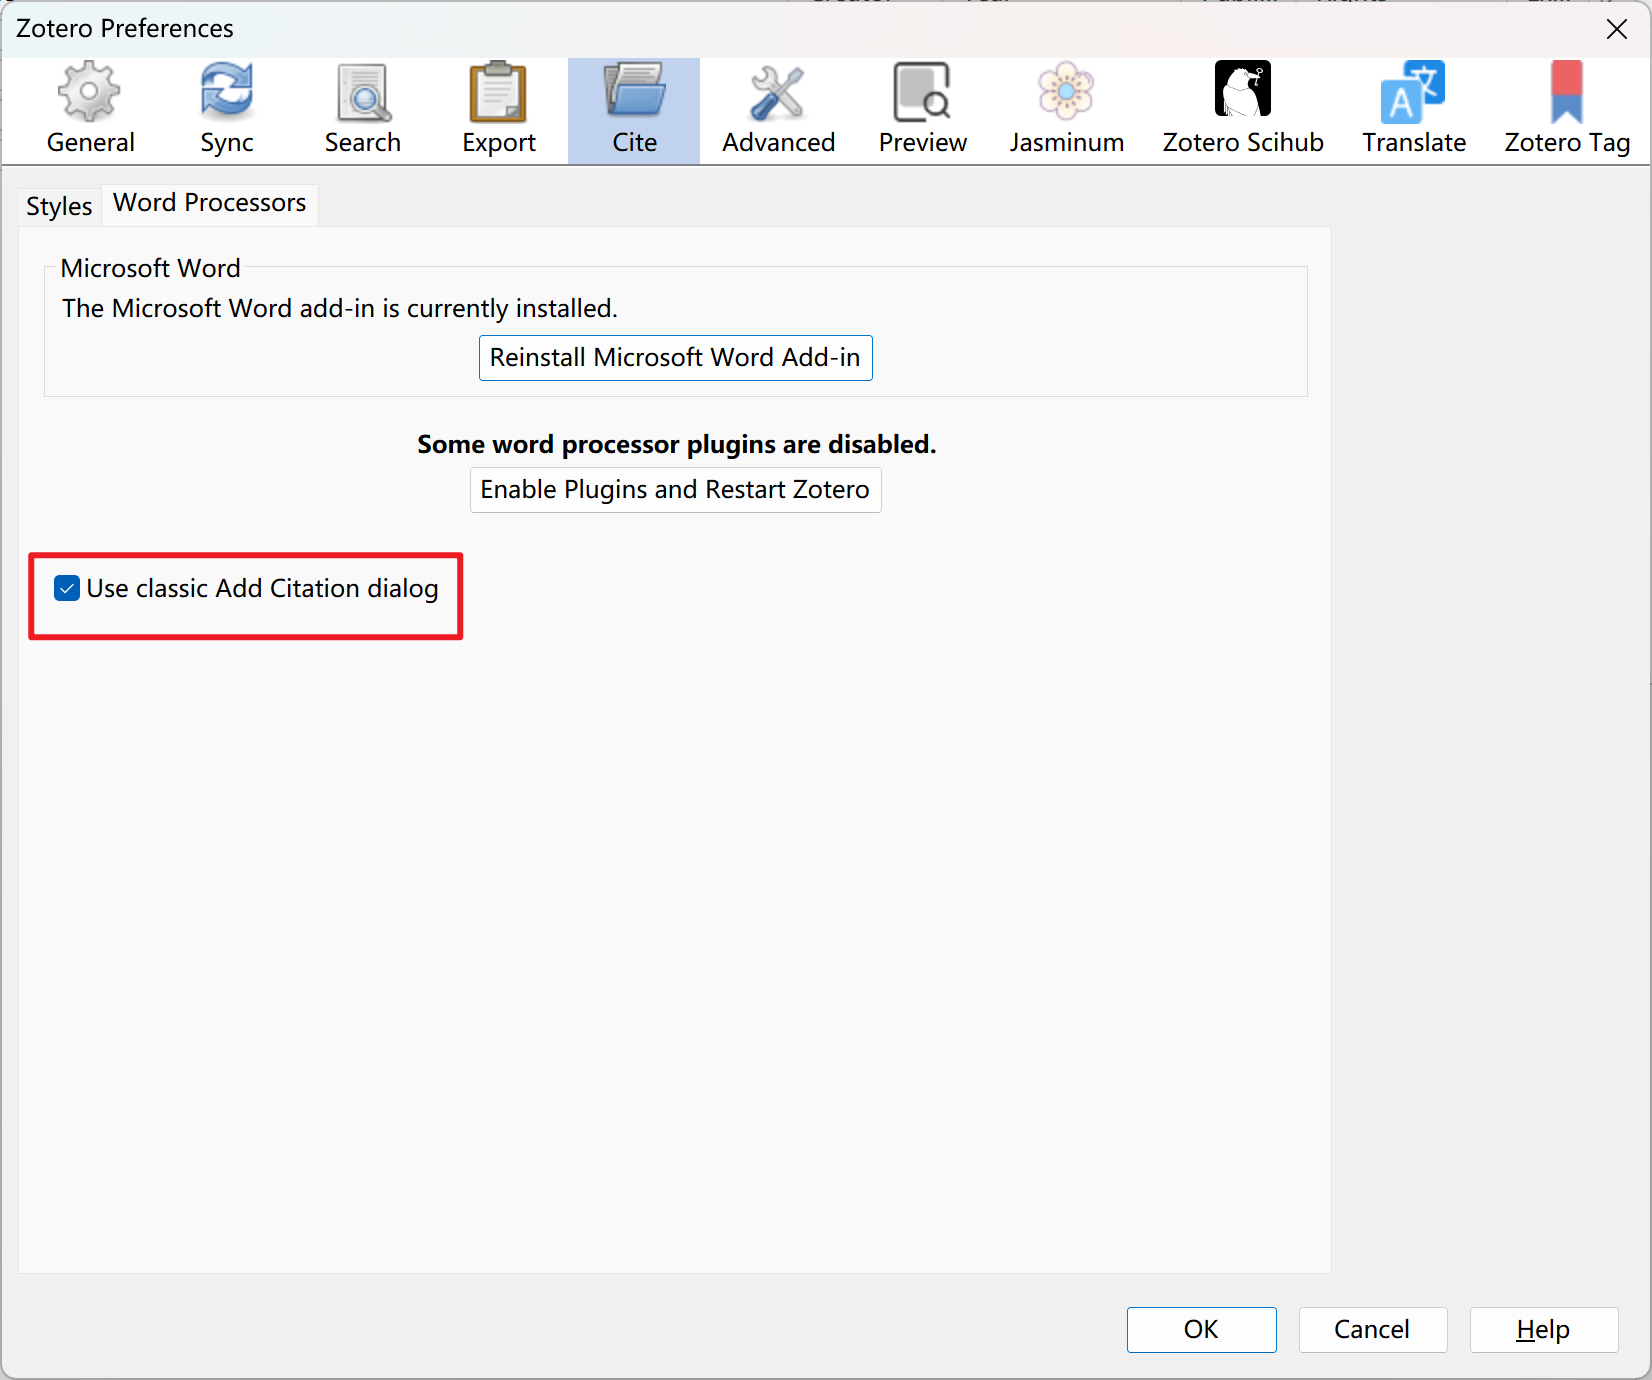 Zotero Preferences
General Sync Search Export Cite Advanced Preview Jasminum Zotero Scihub Translate Zotero Tag
Styles Word Processors
Microsoft Word
The Microsoft Word add-in is currently installed.
Reinstall Microsoft Word Add-in
Some word processor plugins are disabled.
Enable Plugins and Restart Zotero
Use classic Add Citation dialog
OK Cancel Help